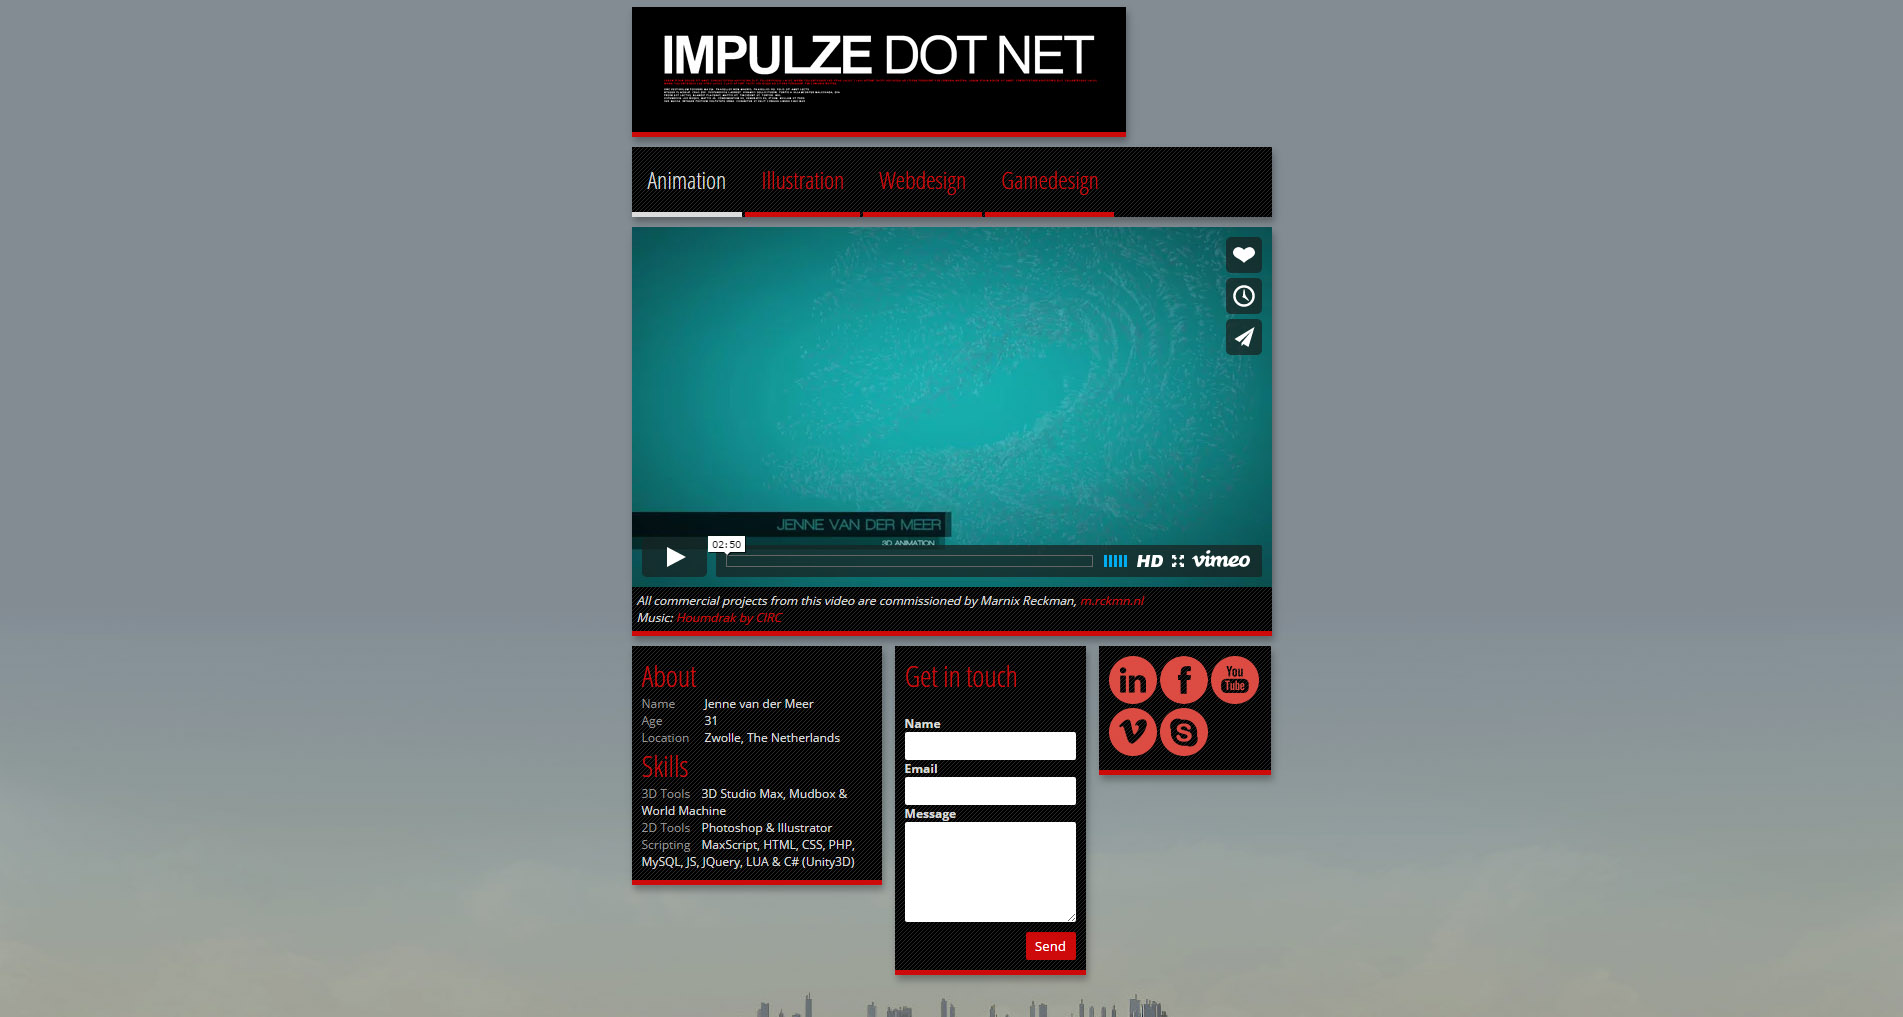 IMPULZE DOT NET
Animation
Illustration
Webdesign
Gamedesign
JENNE VAN DER MEER
3D ANIMATION
02:50
HD
vimeo
All commercial projects from this video are commissioned by Marnix Reckman, m.rckmn.nl
Music: Houmdrak by CIRC
About
Name Jenne van der Meer
Age 31
Location Zwolle, The Netherlands
Skills
3D Tools 3D Studio Max, Mudbox &
World Machine
2D Tools Photoshop & Illustrator
Scripting MaxScript, HTML, CSS, PHP,
MySQL, JS, JQuery, LUA & C# (Unity3D)
Get in touch
Name
Email
Message
Send
in
f
You
Tube